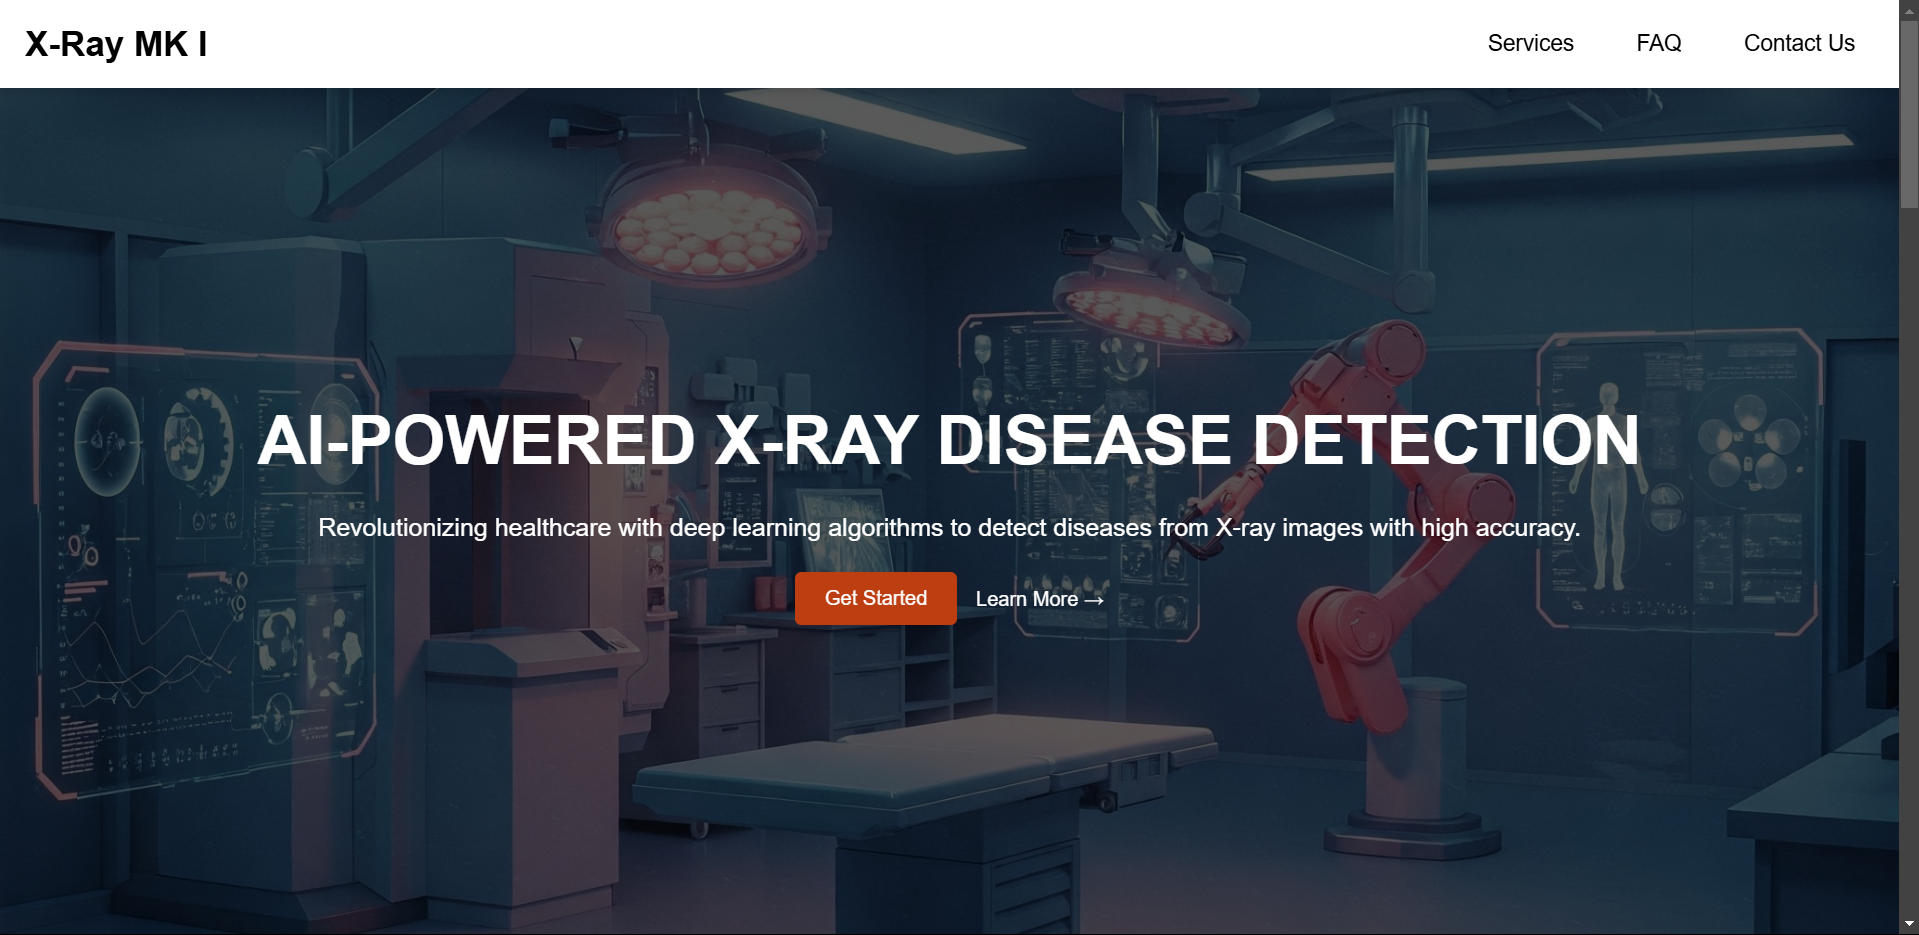 X-Ray MK I
Services
FAQ
Contact Us
AI-POWERED X-RAY DISEASE DETECTION
Revolutionizing healthcare with deep learning algorithms to detect diseases from X-ray images with high accuracy.
Get Started
Learn More →